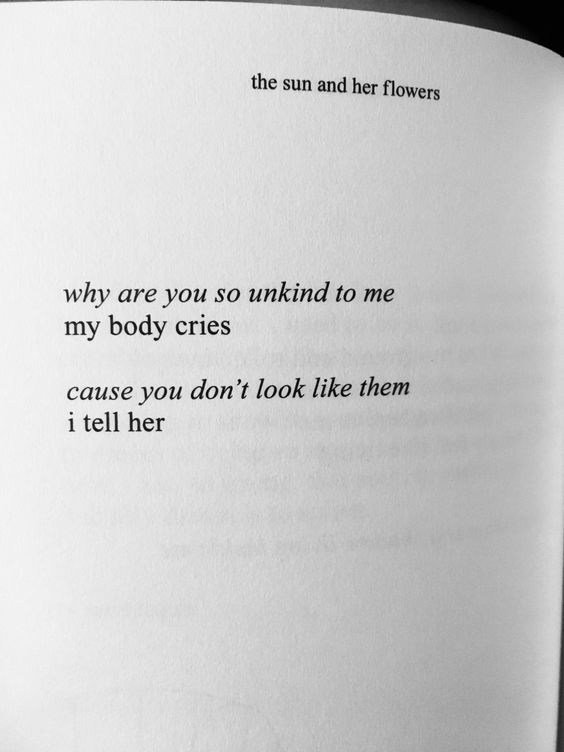 the sun and her flowers
why are you so unkind to me
my body cries
cause you don’t look like them
i tell her